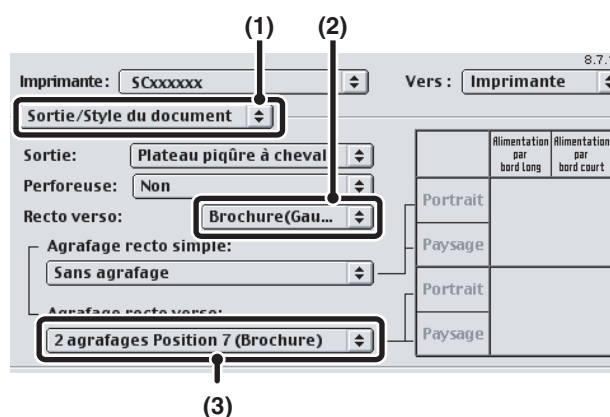 (1) (2)
8.7.1
Imprimante: SCxxxxxx Vers: Imprimante
Sortie/Style du document
Sortie: Plateau piqûre à cheval
Perforeuse: Non
Recto verso: Brochure(Gau...
Agrafage recto simple:
Sans agrafage
Agrafage recto verso:
2 agrafages Position 7 (Brochure)
Alimentation par bord long
Alimentation par bord court
Portrait
Paysage
Portrait
Paysage
(3)